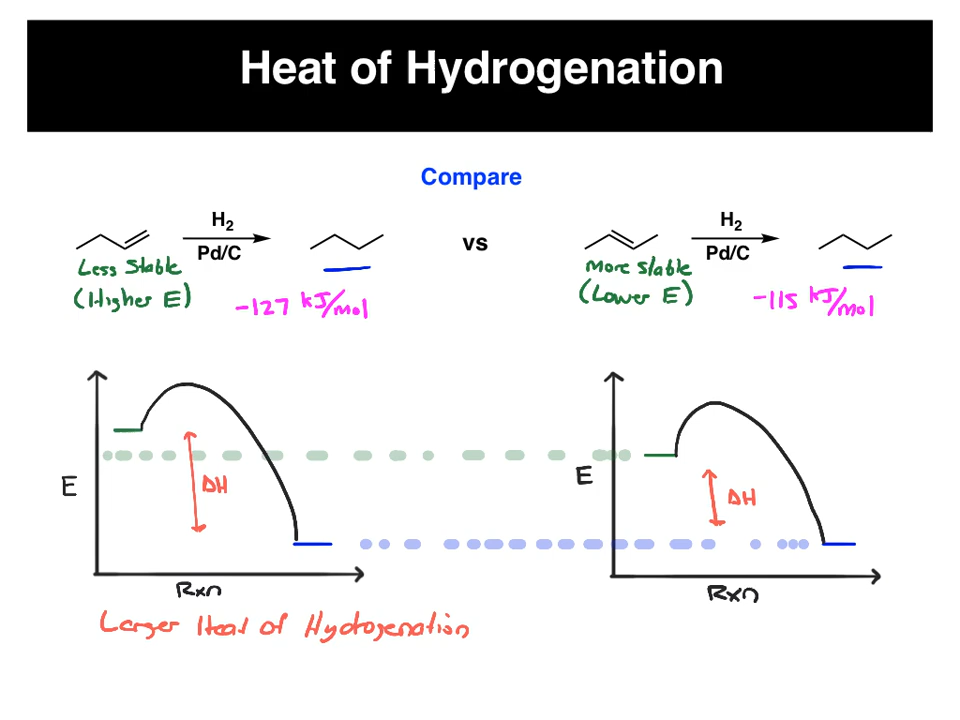 Heat of Hydrogenation
Compare
H2
Pd/C
vs
H2
Pd/C
Less Stable
(Higher E)
-127 kJ/mol
More Stable
(Lower E)
-115 kJ/mol
E
ΔH
Rxn
E
ΔH
Rxn
Larger Heat of Hydrogenation